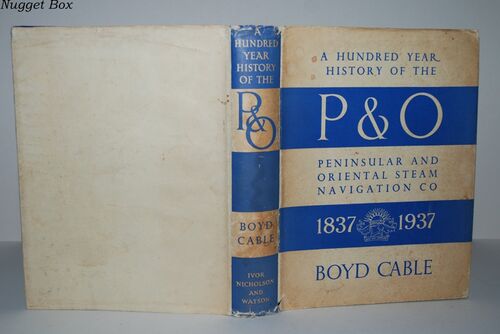 Nugget Box
A
HUNDRED
YEAR
HISTORY
OF THE
P&O
BOYD
CABLE
IVOR
NICHOLSON
AND
WATSON
A HUNDRED YEAR
HISTORY OF THE
P & O
PENINSULAR AND
ORIENTAL STEAM
NAVIGATION CO
1837 1937
BOYD CABLE